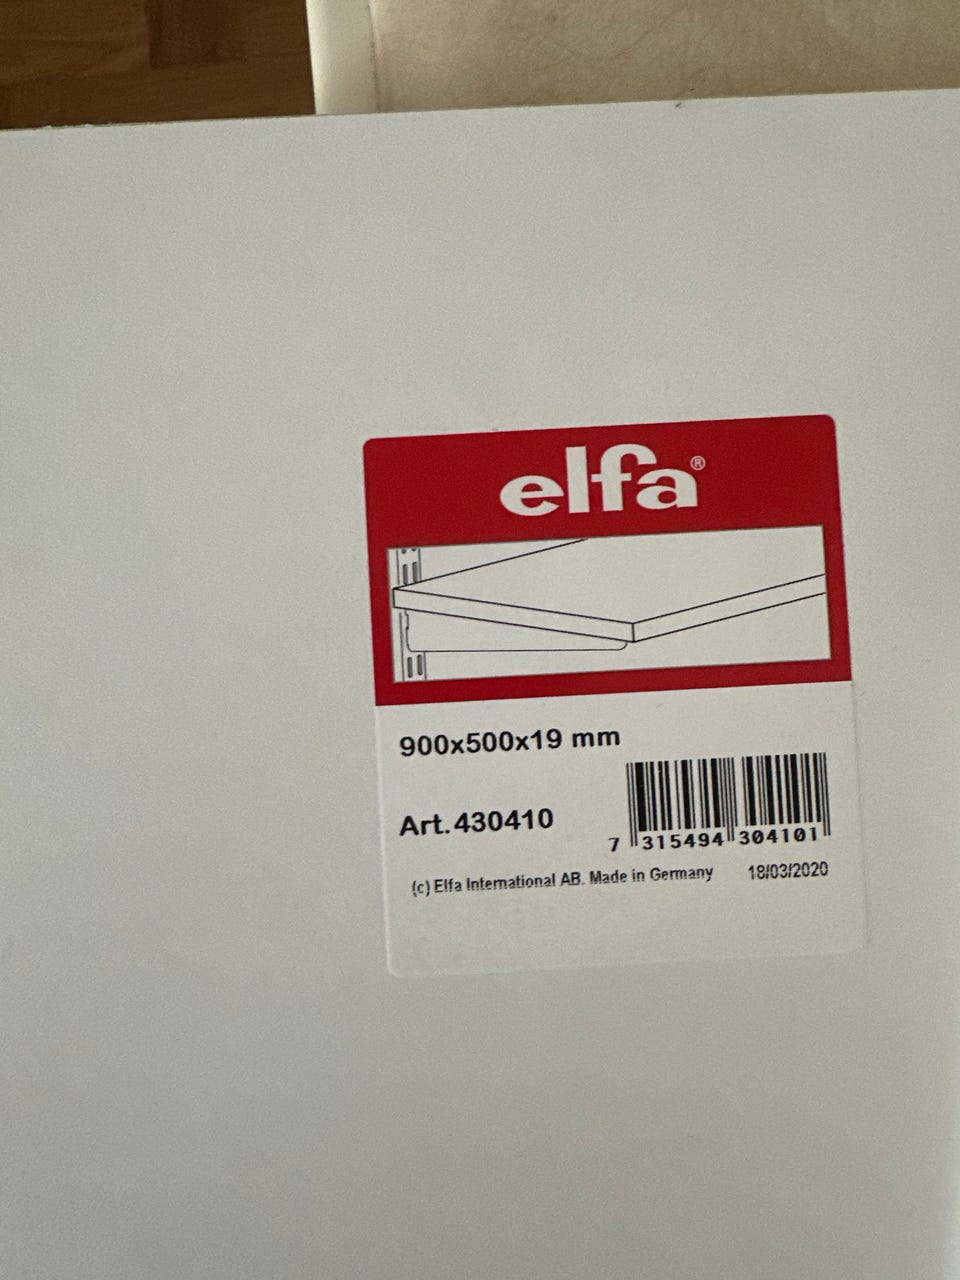 elfa®
900x500x19 mm
Art.430410
7 315494 304101
(c) Elfa International AB. Made in Germany 18/03/2020